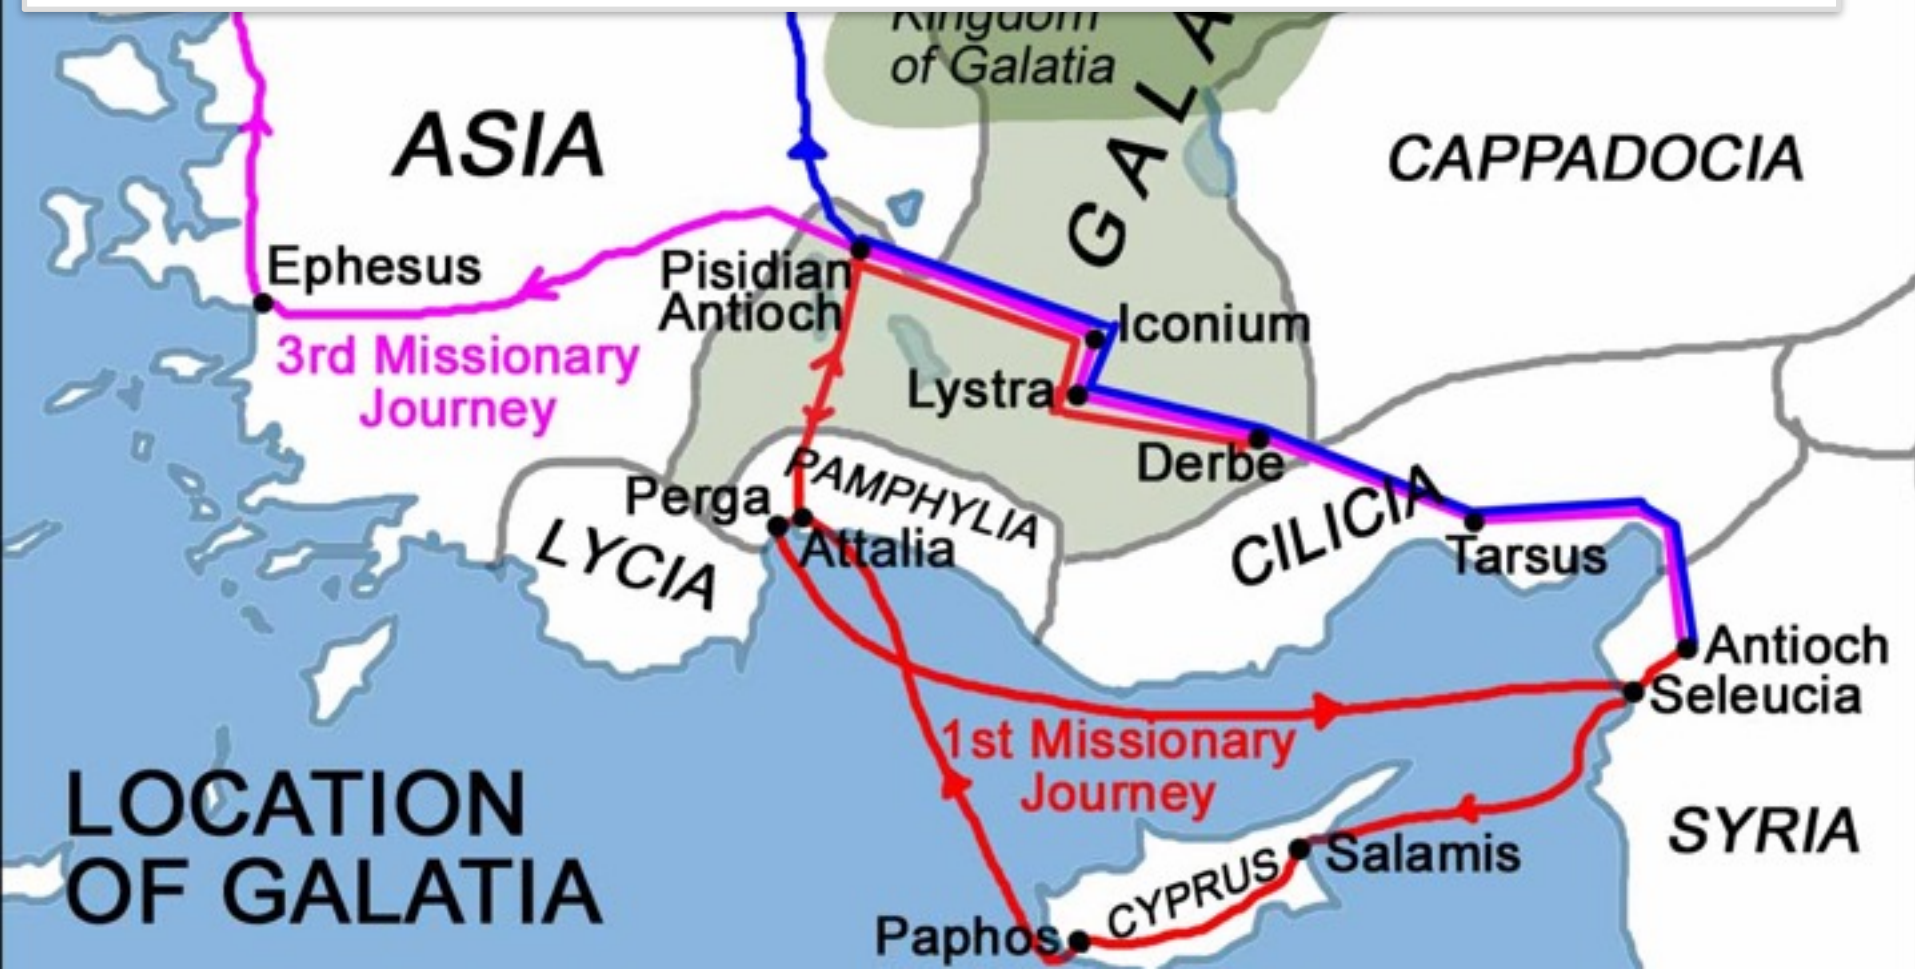 Kingdom
of Galatia
GALA
ASIA
CAPPADOCIA
Ephesus
Pisidian
Antioch
3rd Missionary
Journey
Iconium
Lystra
Derbe
PAMPHYLIA
Perga
Attalia
LYCIA
CILICIA
Tarsus
Antioch
Seleucia
1st Missionary
Journey
LOCATION
OF GALATIA
SYRIA
Salamis
CYPRUS
Paphos